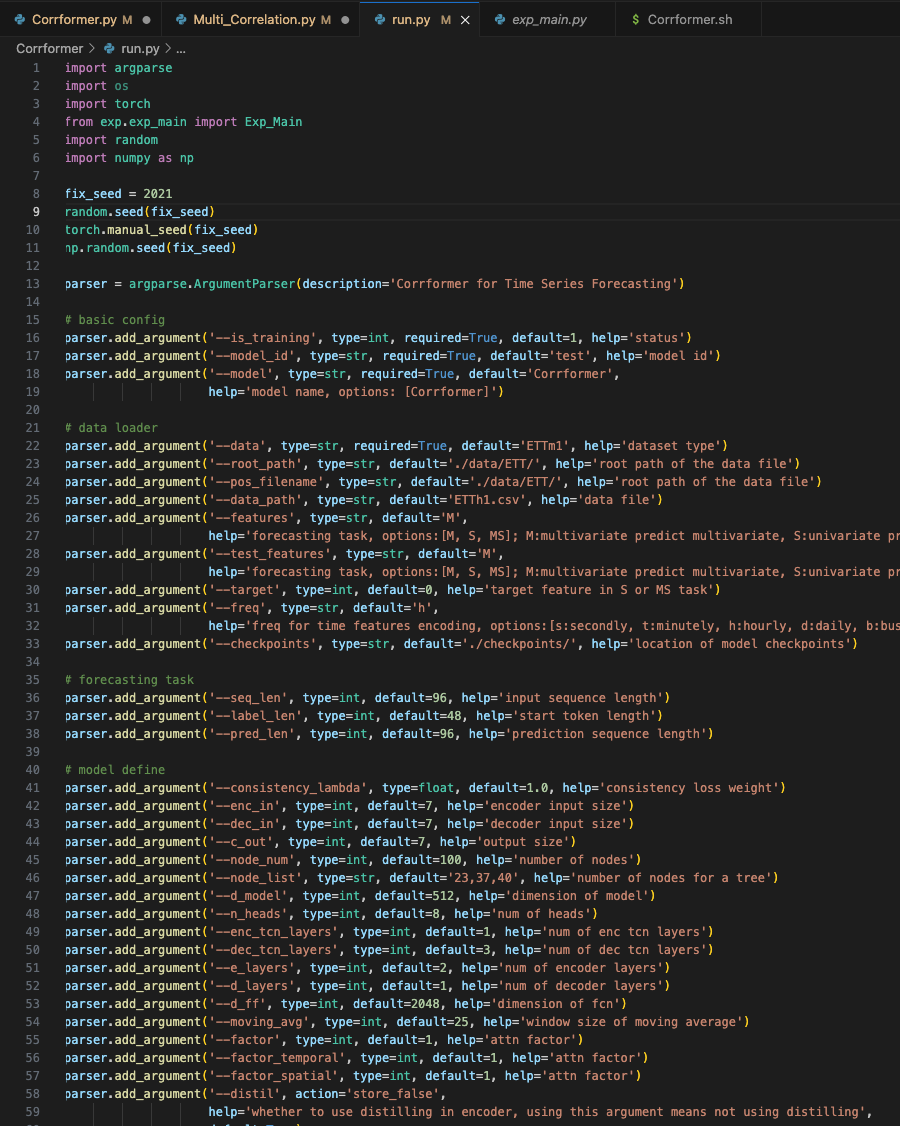 Corrformer.py M ● Multi_Correlation.py M ● run.py M × exp_main.py $ Corrformer.sh
Corrformer > run.py > ...
1 import argparse
2 import os
3 import torch
4 from exp.exp_main import Exp_Main
5 import random
6 import numpy as np
7
8 fix_seed = 2021
9 random.seed(fix_seed)
10 torch.manual_seed(fix_seed)
11 np.random.seed(fix_seed)
12
13 parser = argparse.ArgumentParser(description='Corrformer for Time Series Forecasting')
14
15 # basic config
16 parser.add_argument('--is_training', type=int, required=True, default=1, help='status')
17 parser.add_argument('--model_id', type=str, required=True, default='test', help='model id')
18 parser.add_argument('--model', type=str, required=True, default='Corrformer',
19 help='model name, options: [Corrformer]')
20
21 # data loader
22 parser.add_argument('--data', type=str, required=True, default='ETTm1', help='dataset type')
23 parser.add_argument('--root_path', type=str, default='./data/ETT/', help='root path of the data file')
24 parser.add_argument('--pos_filename', type=str, default='./data/ETT/', help='root path of the data file')
25 parser.add_argument('--data_path', type=str, default='ETTh1.csv', help='data file')
26 parser.add_argument('--features', type=str, default='M',
27 help='forecasting task, options:[M, S, MS]; M:multivariate predict multivariate, S:univariate pr
28 parser.add_argument('--test_features', type=str, default='M',
29 help='forecasting task, options:[M, S, MS]; M:multivariate predict multivariate, S:univariate pr
30 parser.add_argument('--target', type=int, default=0, help='target feature in S or MS task')
31 parser.add_argument('--freq', type=str, default='h',
32 help='freq for time features encoding, options:[s:secondly, t:minutely, h:hourly, d:daily, b:bus
33 parser.add_argument('--checkpoints', type=str, default='./checkpoints/', help='location of model checkpoints')
34
35 # forecasting task
36 parser.add_argument('--seq_len', type=int, default=96, help='input sequence length')
37 parser.add_argument('--label_len', type=int, default=48, help='start token length')
38 parser.add_argument('--pred_len', type=int, default=96, help='prediction sequence length')
39
40 # model define
41 parser.add_argument('--consistency_lambda', type=float, default=1.0, help='consistency loss weight')
42 parser.add_argument('--enc_in', type=int, default=7, help='encoder input size')
43 parser.add_argument('--dec_in', type=int, default=7, help='decoder input size')
44 parser.add_argument('--c_out', type=int, default=7, help='output size')
45 parser.add_argument('--node_num', type=int, default=100, help='number of nodes')
46 parser.add_argument('--node_list', type=str, default='23,37,40', help='number of nodes for a tree')
47 parser.add_argument('--d_model', type=int, default=512, help='dimension of model')
48 parser.add_argument('--n_heads', type=int, default=8, help='num of heads')
49 parser.add_argument('--enc_tcn_layers', type=int, default=1, help='num of enc tcn layers')
50 parser.add_argument('--dec_tcn_layers', type=int, default=3, help='num of dec tcn layers')
51 parser.add_argument('--e_layers', type=int, default=2, help='num of encoder layers')
52 parser.add_argument('--d_layers', type=int, default=1, help='num of decoder layers')
53 parser.add_argument('--d_ff', type=int, default=2048, help='dimension of fcn')
54 parser.add_argument('--moving_avg', type=int, default=25, help='window size of moving average')
55 parser.add_argument('--factor', type=int, default=1, help='attn factor')
56 parser.add_argument('--factor_temporal', type=int, default=1, help='attn factor')
57 parser.add_argument('--factor_spatial', type=int, default=1, help='attn factor')
58 parser.add_argument('--distil', action='store_false',
59 help='whether to use distilling in encoder, using this argument means not using distilling',